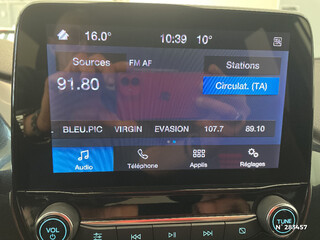 16.0° 10:39 10°
Sources FM AF Stations
91.80 Circulat. (TA)
BLEU.PIC VIRGIN EVASION 107.7 89.10
Audio Téléphone Applis Réglages
VOL TUNE
N° 285457